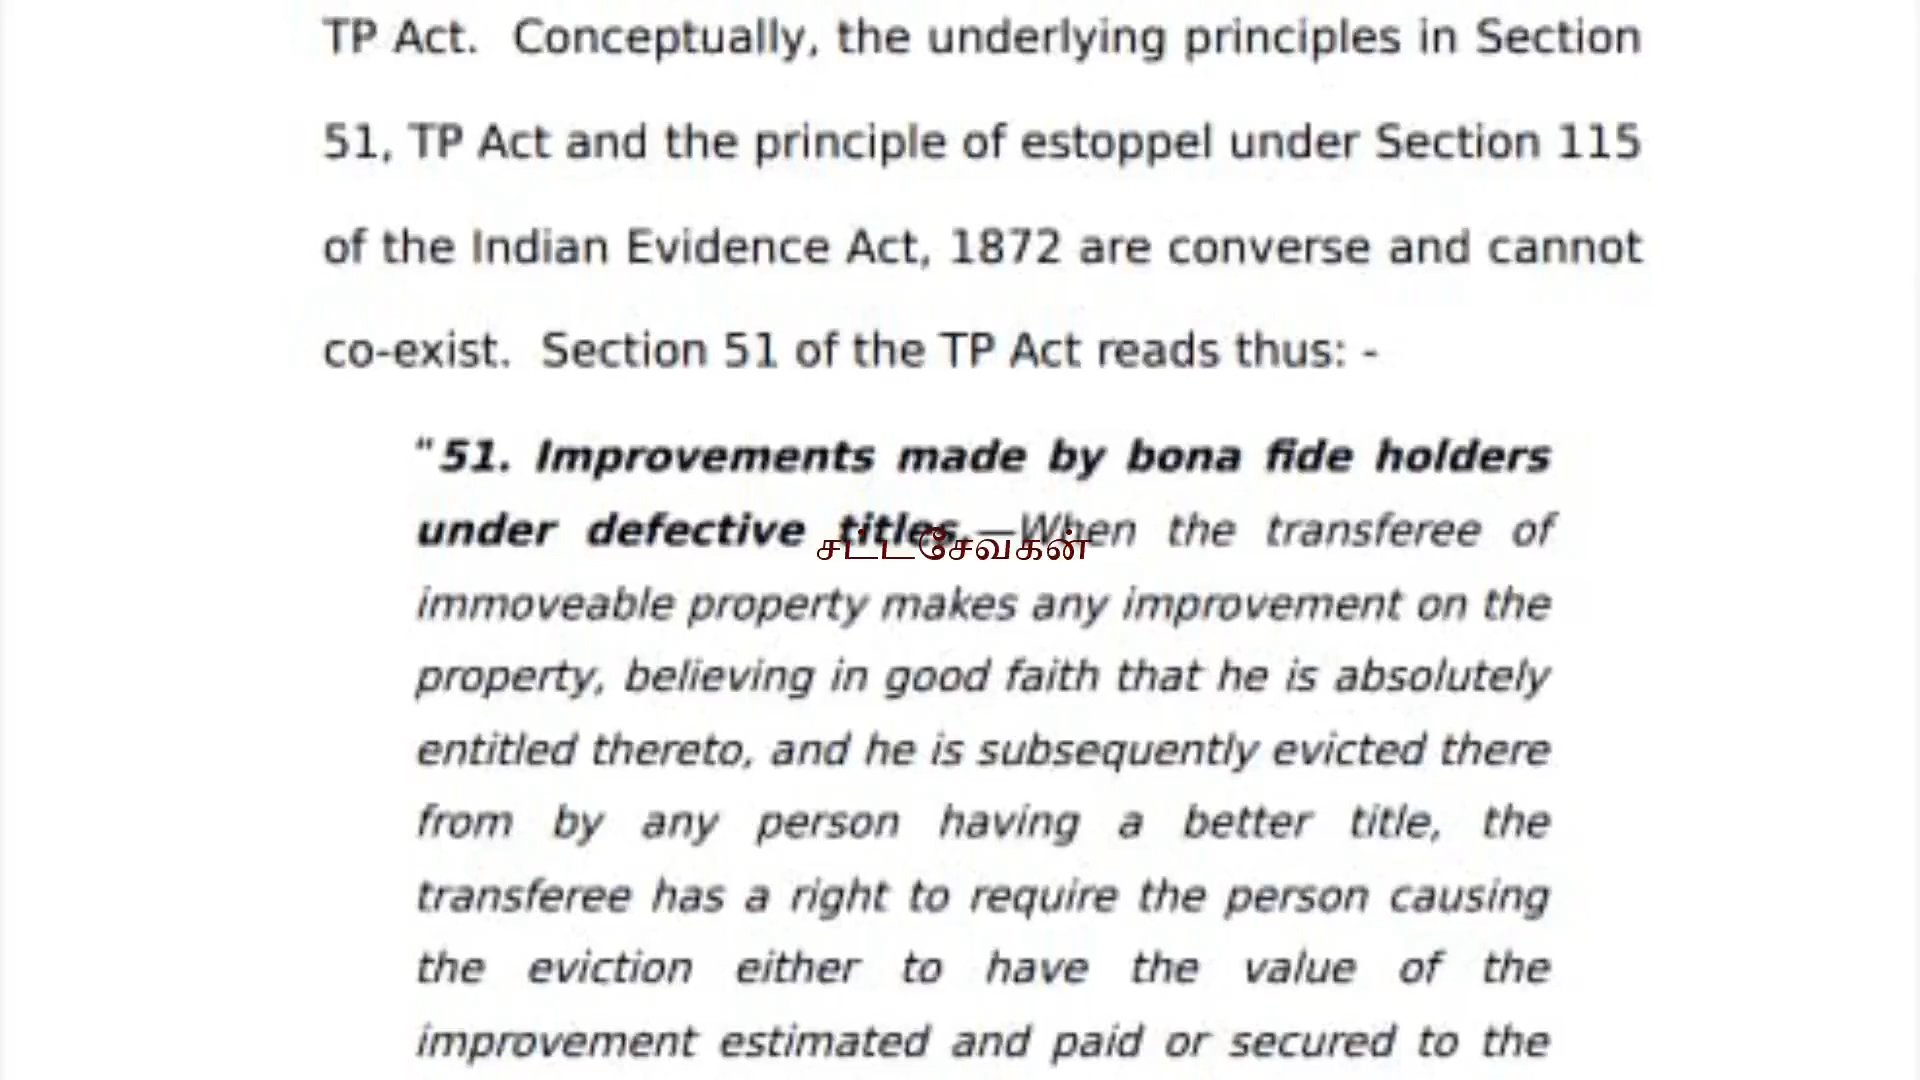 TP Act. Conceptually, the underlying principles in Section
51, TP Act and the principle of estoppel under Section 115
of the Indian Evidence Act, 1872 are converse and cannot
co-exist. Section 51 of the TP Act reads thus: -
“51. Improvements made by bona fide holders
under defective titles.—When the transferee of
சட்டசேவகன்
immoveable property makes any improvement on the
property, believing in good faith that he is absolutely
entitled thereto, and he is subsequently evicted there
from by any person having a better title, the
transferee has a right to require the person causing
the eviction either to have the value of the
improvement estimated and paid or secured to the